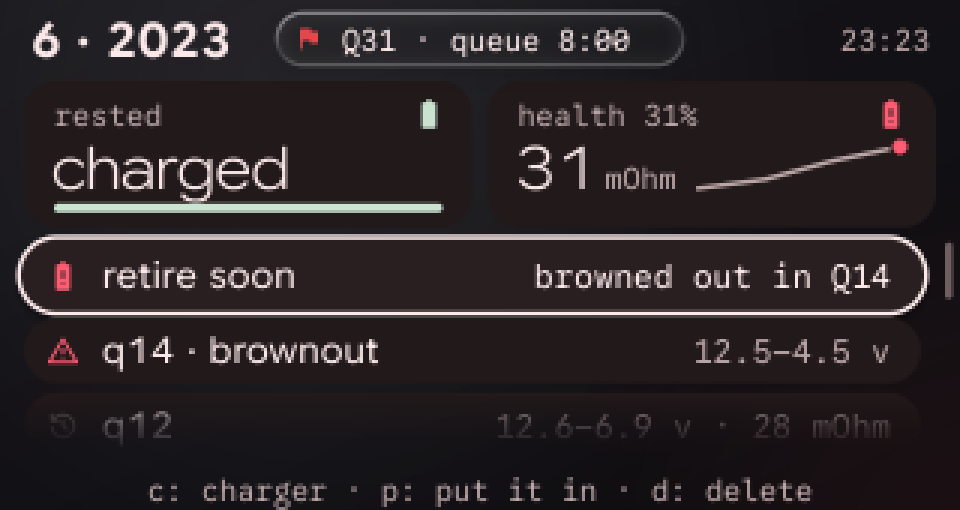 6 · 2023
Q31 · queue 8:00
23:23
rested
charged
health 31%
31 mOhm
retire soon
browned out in Q14
q14 · brownout
12.5–4.5 v
q12
12.6–6.9 v · 28 mOhm
c: charger · p: put it in · d: delete